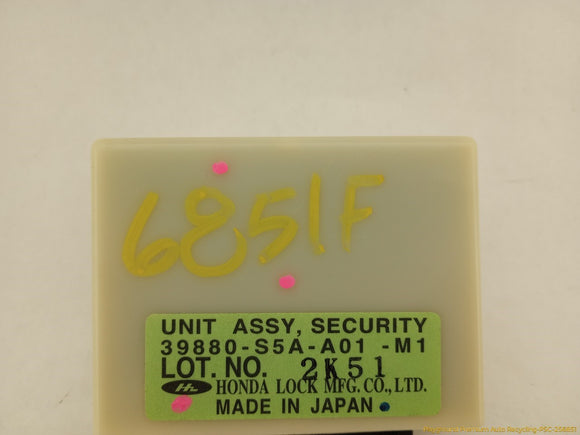 6851F
UNIT ASSY, SECURITY
39880-S5A-A01 -M1
LOT. NO. 2K51
HL HONDA LOCK MFG. CO., LTD.
MADE IN JAPAN